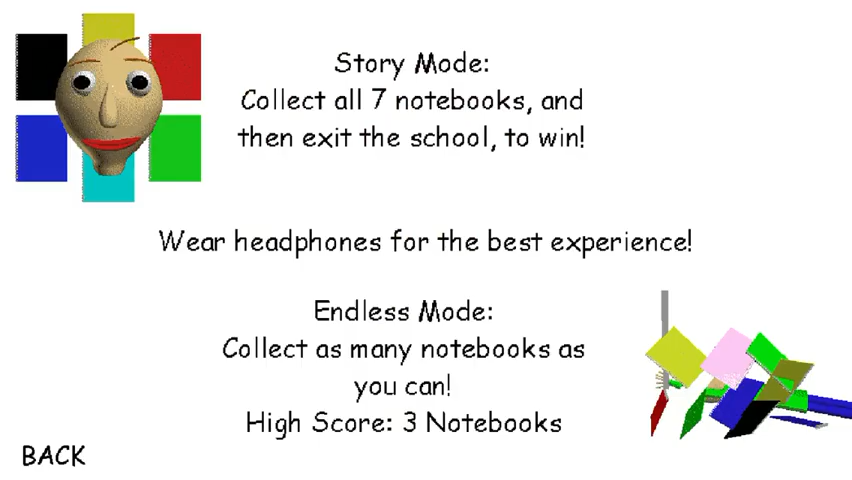 Story Mode:
Collect all 7 notebooks, and
then exit the school, to win!
Wear headphones for the best experience!
Endless Mode:
Collect as many notebooks as
you can!
High Score: 3 Notebooks
BACK